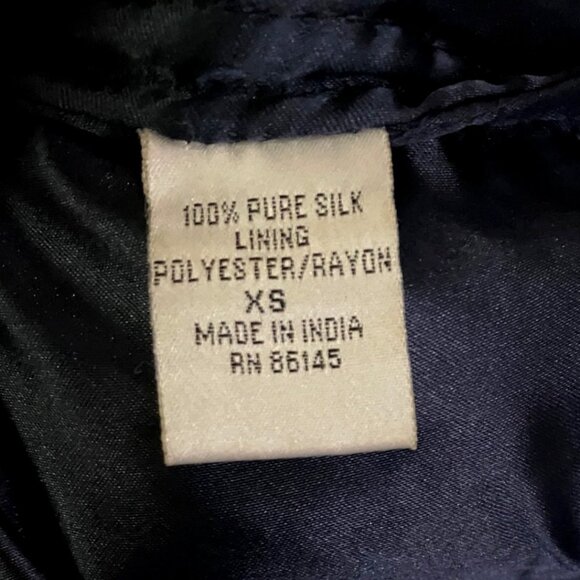 100% PURE SILK
LINING
POLYESTER/RAYON
XS
MADE IN INDIA
RN 86145